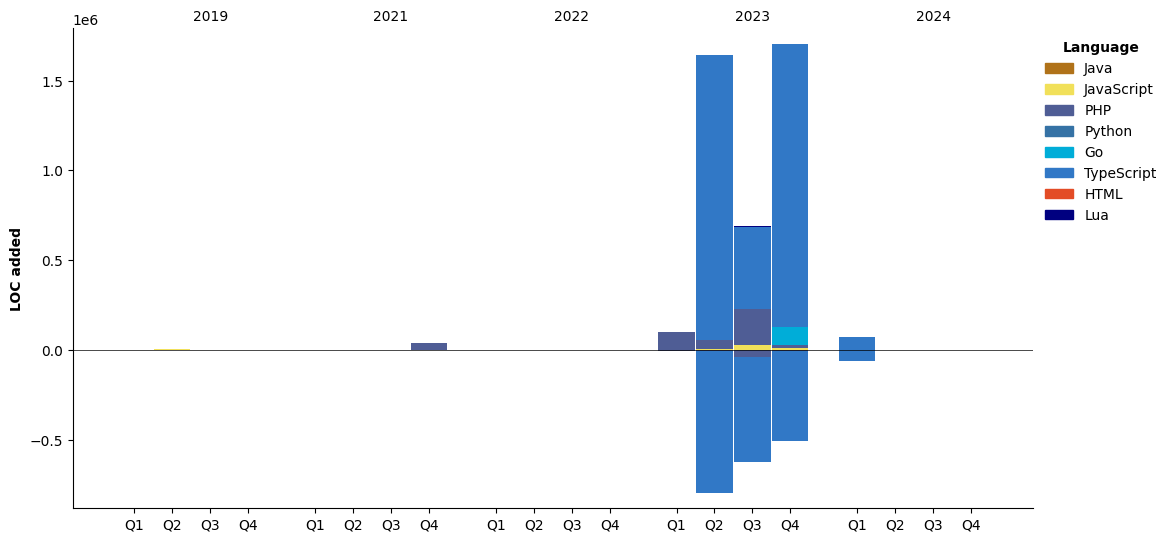 2019 2021 2022 2023 2024
1e6
Language
Java
JavaScript
PHP
Python
Go
TypeScript
HTML
Lua
1.5
1.0
0.5
0.0
−0.5
LOC added
Q1 Q2 Q3 Q4 Q1 Q2 Q3 Q4 Q1 Q2 Q3 Q4 Q1 Q2 Q3 Q4 Q1 Q2 Q3 Q4